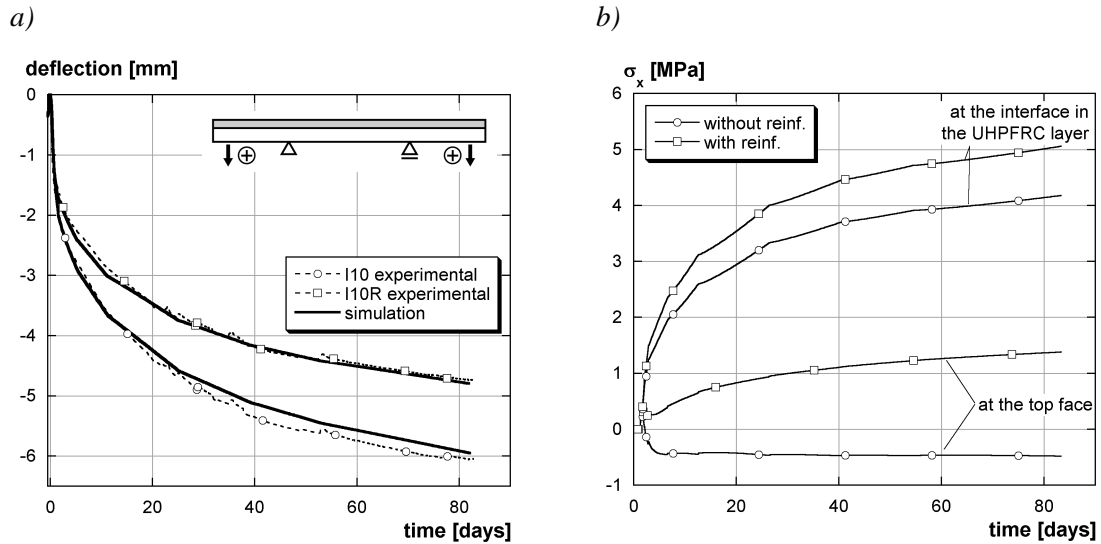 a)
b)
deflection [mm]
0
-1
-2
-3
-4
-5
-6
0
20
40
60
80
time [days]
I10 experimental
I10R experimental
simulation
σx [MPa]
6
5
4
3
2
1
0
-1
0
20
40
60
80
time [days]
without reinf.
with reinf.
at the interface in
the UHPFRC layer
at the top face